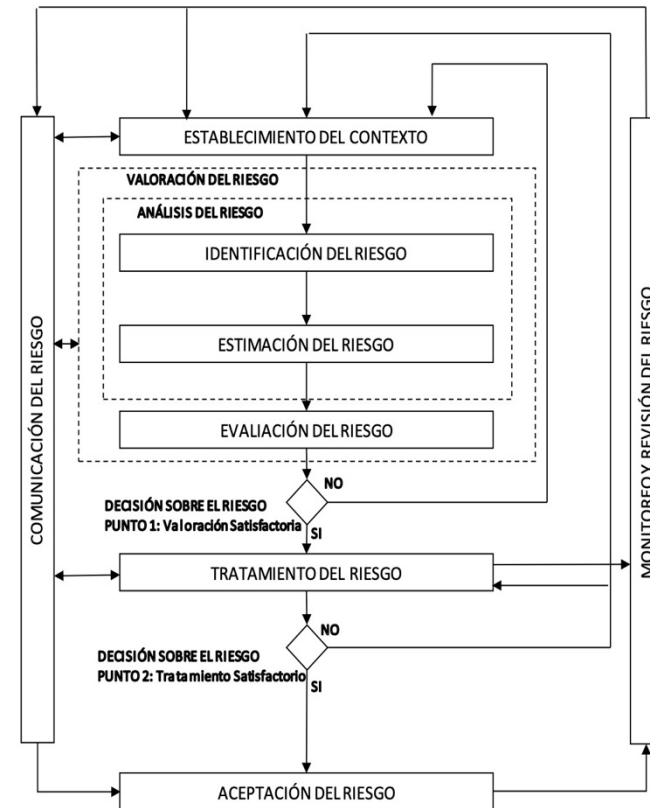 ESTABLECIMIENTO DEL CONTEXTO
VALORACIÓN DEL RIESGO
ANÁLISIS DEL RIESGO
IDENTIFICACIÓN DEL RIESGO
ESTIMACIÓN DEL RIESGO
EVALIACIÓN DEL RIESGO
NO
DECISIÓN SOBRE EL RIESGO
PUNTO 1: Valoración Satisfactoria
SI
TRATAMIENTO DEL RIESGO
NO
DECISIÓN SOBRE EL RIESGO
PUNTO 2: Tratamiento Satisfactorio
SI
ACEPTACIÓN DEL RIESGO
COMUNICACIÓN DEL RIESGO
MONITOREO Y REVISIÓN DEL RIESGO